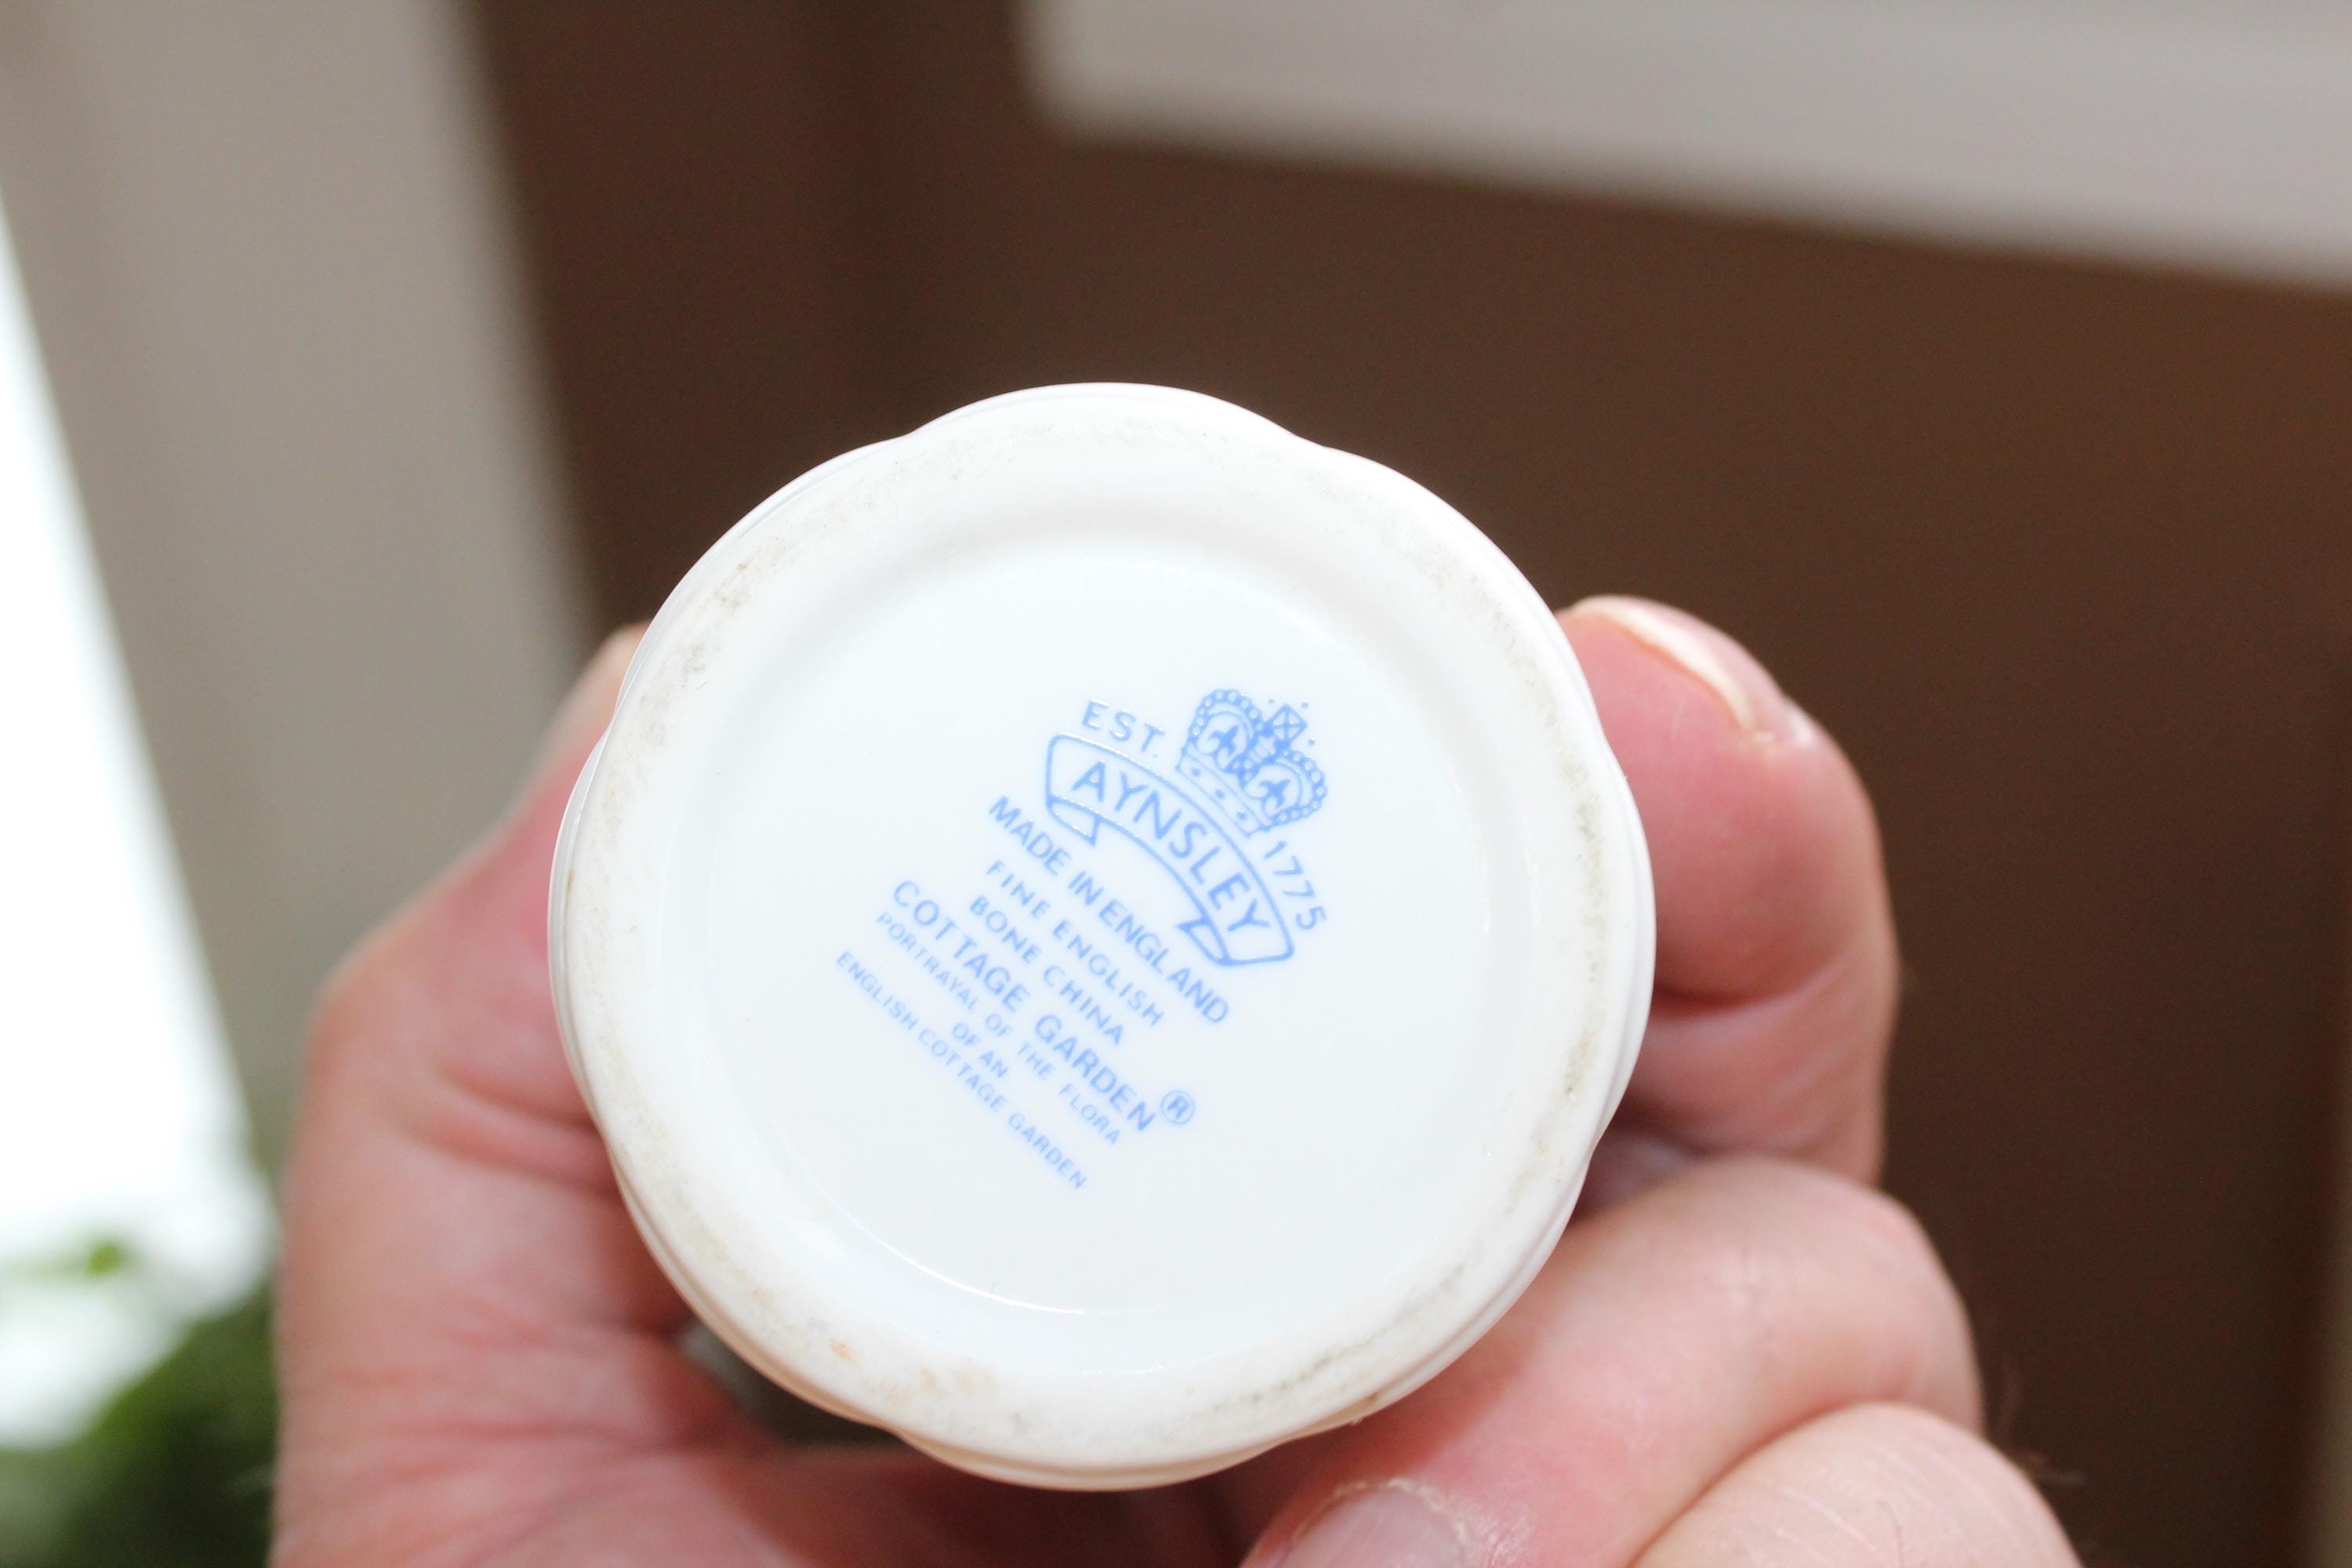 EST. 1775
AYNSLEY
MADE IN ENGLAND
FINE ENGLISH
BONE CHINA
COTTAGE GARDEN®
PORTRAYAL OF THE FLORA
OF AN
ENGLISH COTTAGE GARDEN